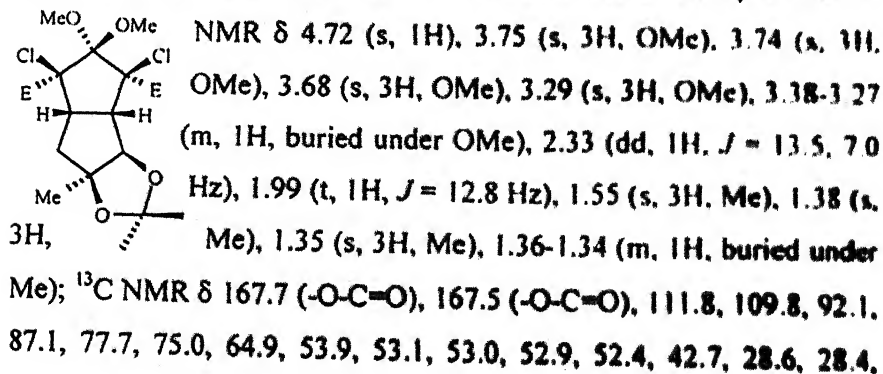 MeO OMe
Cl Cl
E E
H H
Me O
O
NMR δ 4.72 (s, 1H), 3.75 (s, 3H, OMe), 3.74 (s, 3H,
OMe), 3.68 (s, 3H, OMe), 3.29 (s, 3H, OMe), 3.38-3.27
(m, 1H, buried under OMe), 2.33 (dd, 1H, J = 13.5, 7.0
Hz), 1.99 (t, 1H, J = 12.8 Hz), 1.55 (s, 3H, Me), 1.38 (s,
3H, Me), 1.35 (s, 3H, Me), 1.36-1.34 (m, 1H, buried under
Me); ¹³C NMR δ 167.7 (-O-C=O), 167.5 (-O-C=O), 111.8, 109.8, 92.1,
87.1, 77.7, 75.0, 64.9, 53.9, 53.1, 53.0, 52.9, 52.4, 42.7, 28.6, 28.4,